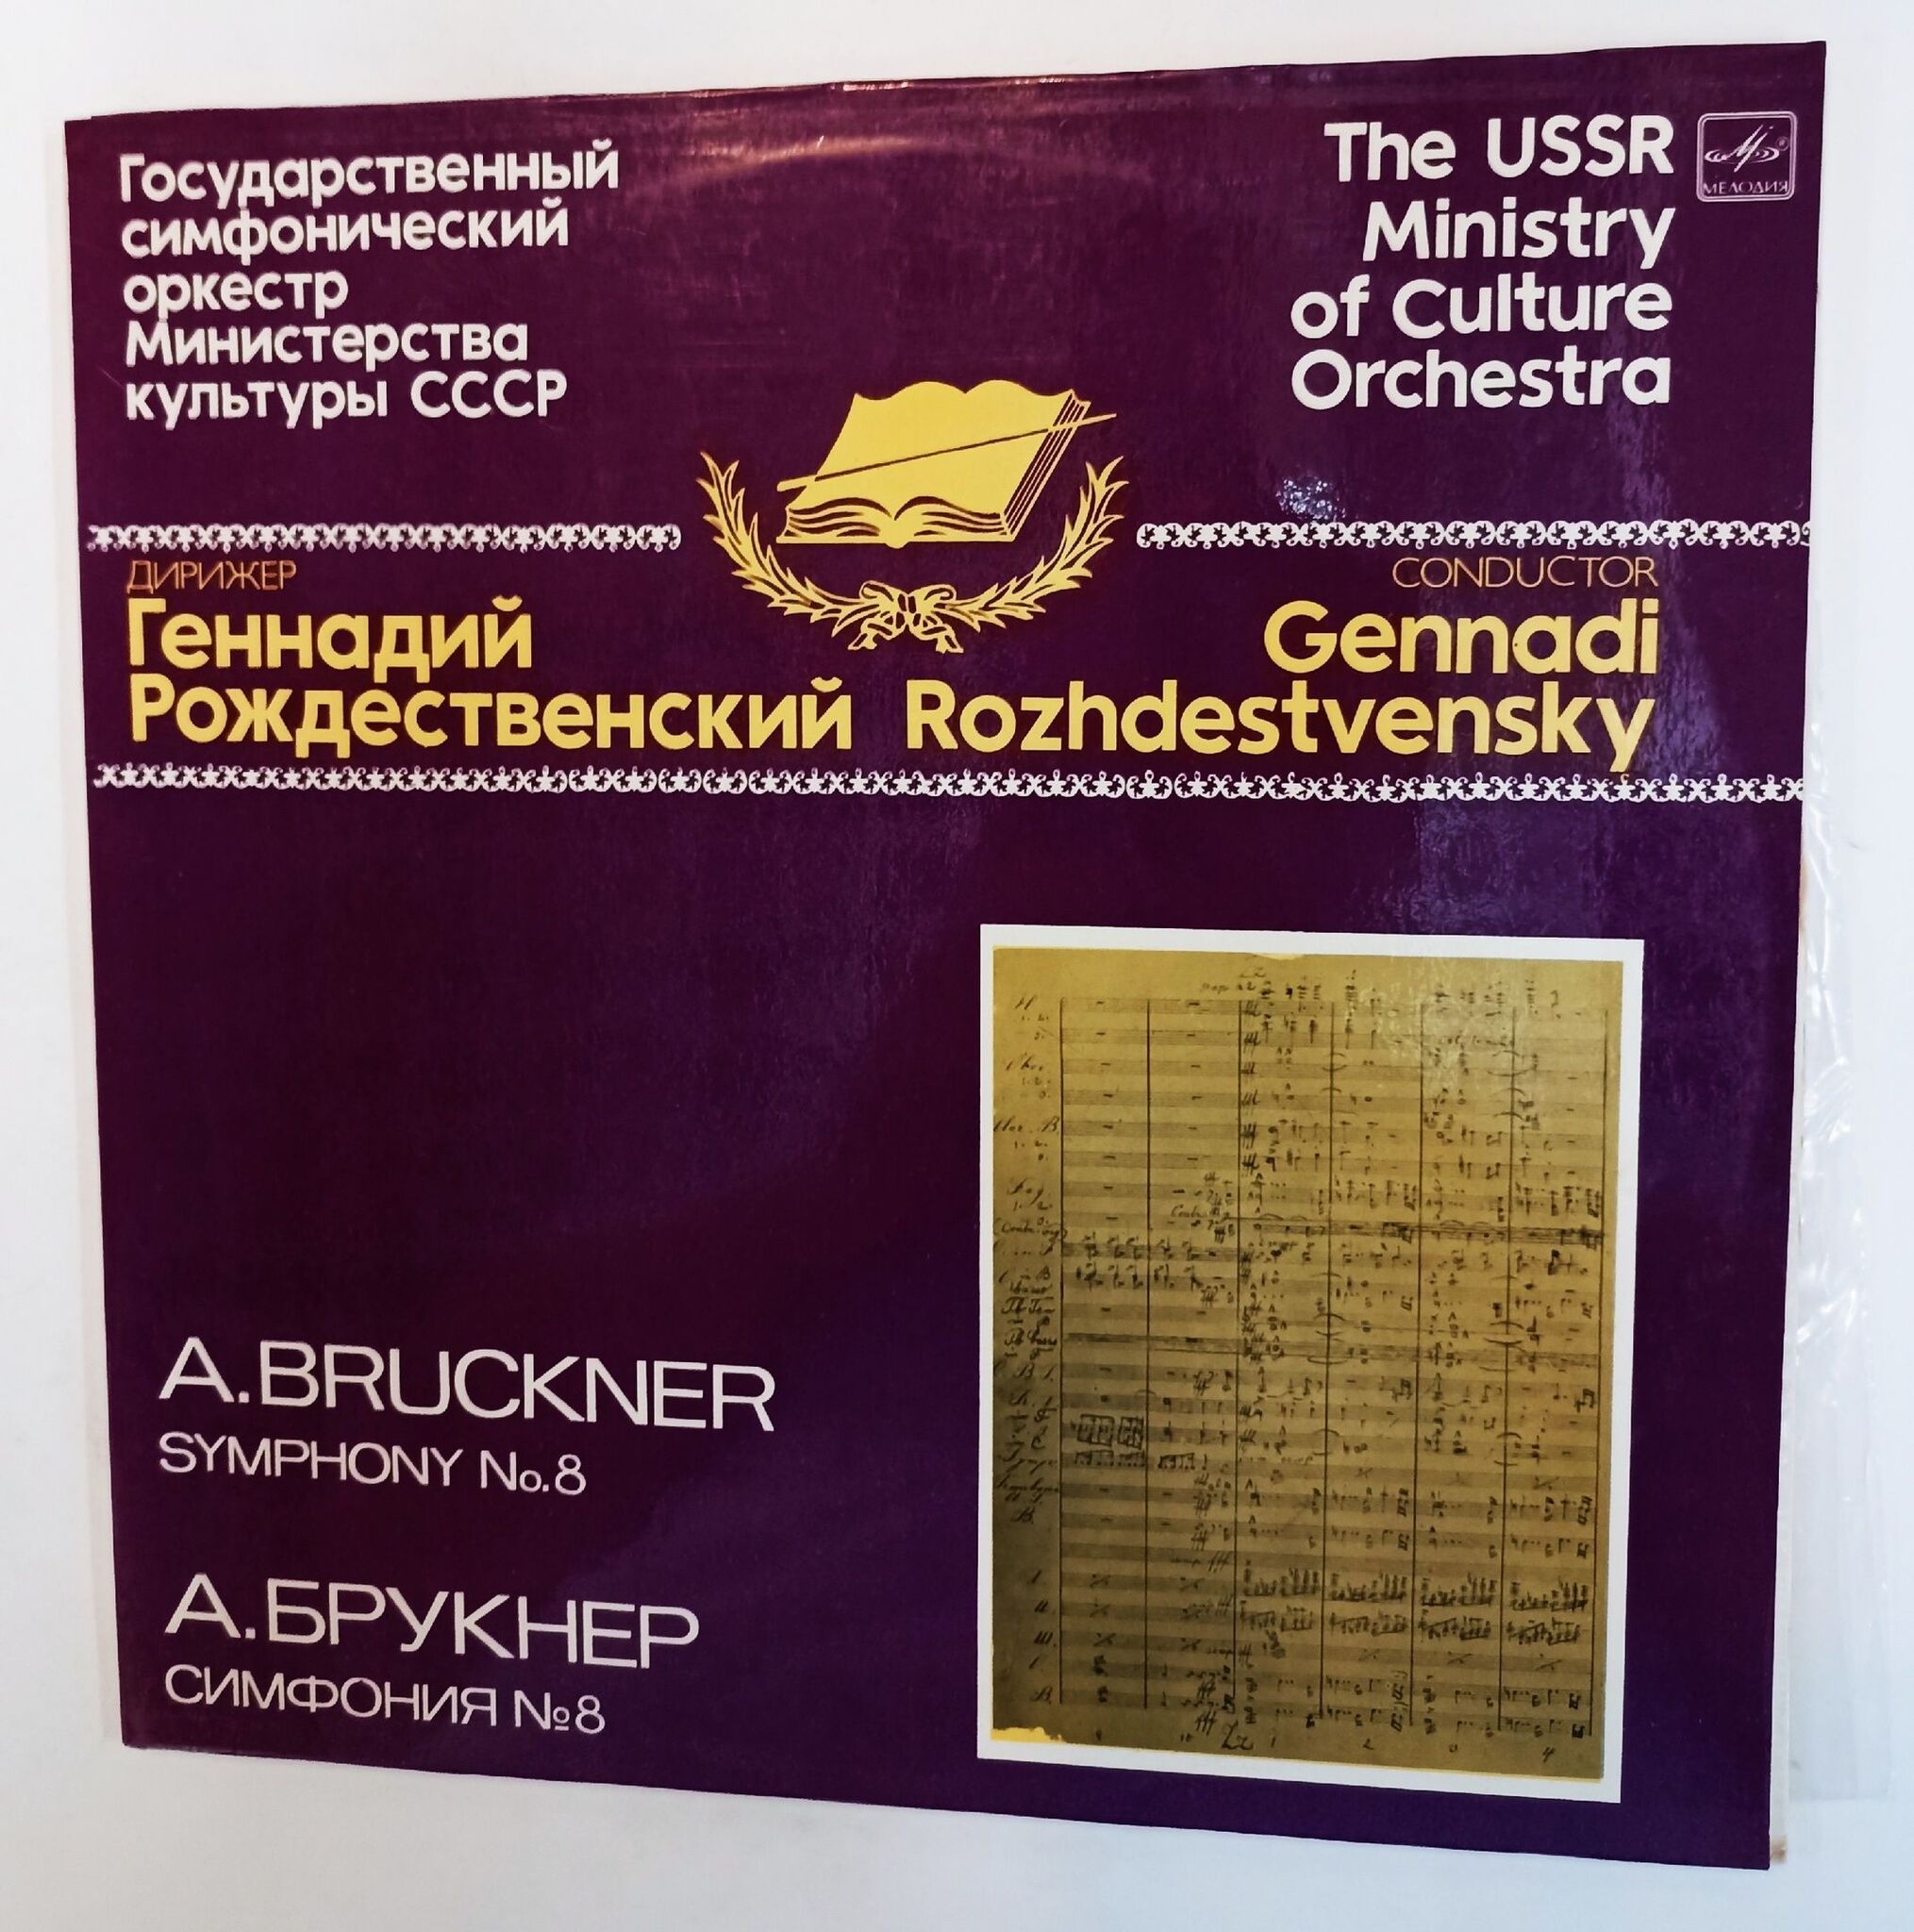 Государственный
симфонический
оркестр
Министерства
культуры СССР
The USSR
Ministry
of Culture
Orchestra
МЕЛОДИЯ
ДИРИЖЕР
Геннадий
Рождественский
CONDUCTOR
Gennadi
Rozhdestvensky
A.BRUCKNER
SYMPHONY No.8
А.БРУКНЕР
СИМФОНИЯ №8